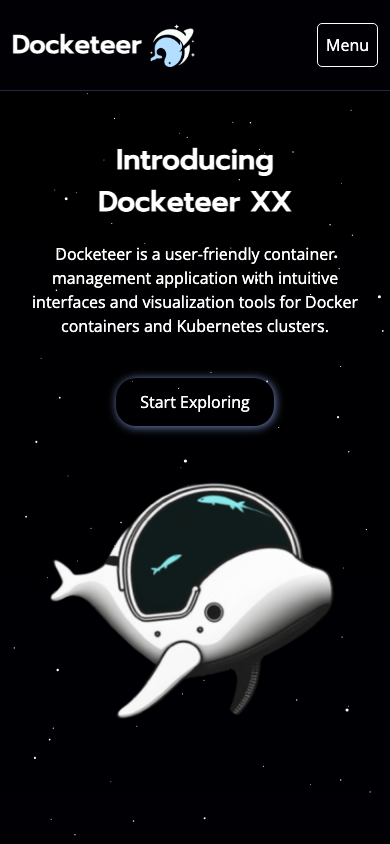 Docketeer
Menu
Introducing
Docketeer XX
Docketeer is a user-friendly container
management application with intuitive
interfaces and visualization tools for Docker
containers and Kubernetes clusters.
Start Exploring